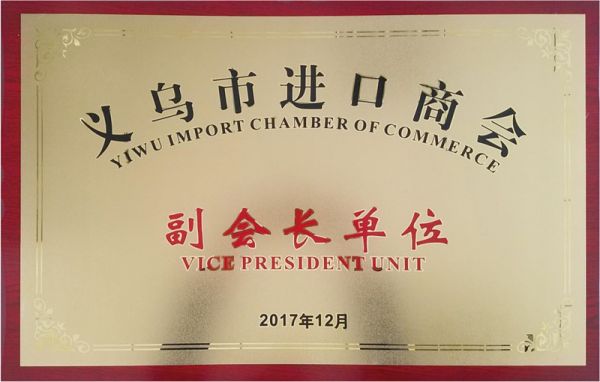 义乌市进口商会
YIWU IMPORT CHAMBER OF COMMERCE
副会长单位
VICE PRESIDENT UNIT
2017年12月